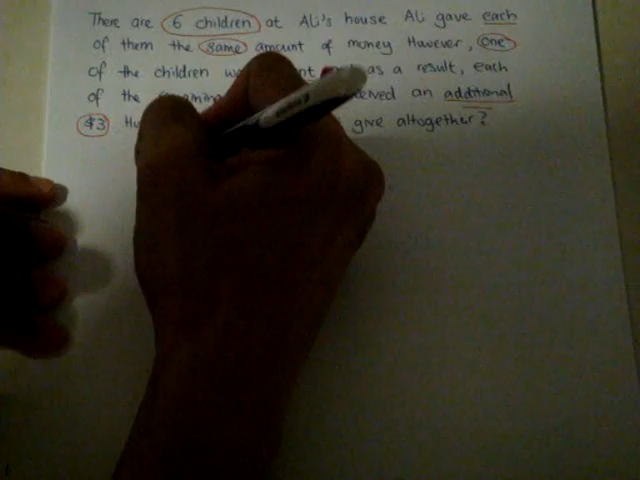 There are 6 children at Ali's house Ali gave each
of them the same amount of money However, one
of the children as a result, each
of the an additional
$3 give altogether?